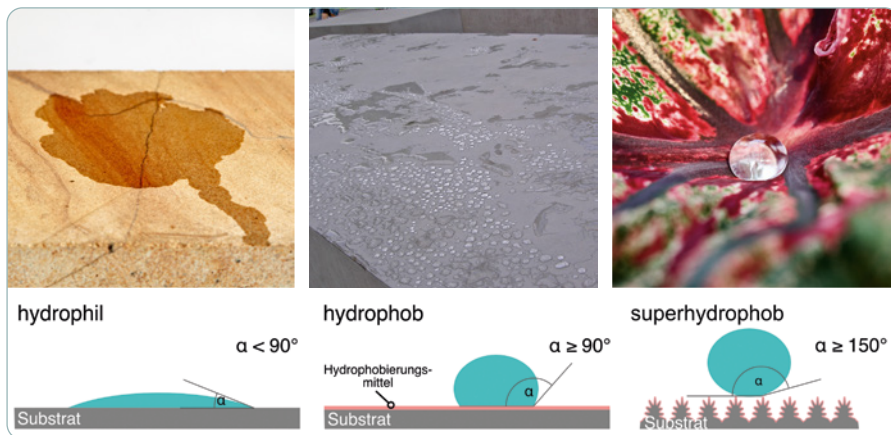 hydrophil
α < 90°
α
Substrat
hydrophob
α ≥ 90°
Hydrophobierungs-
mittel
α
Substrat
superhydrophob
α ≥ 150°
α
Substrat